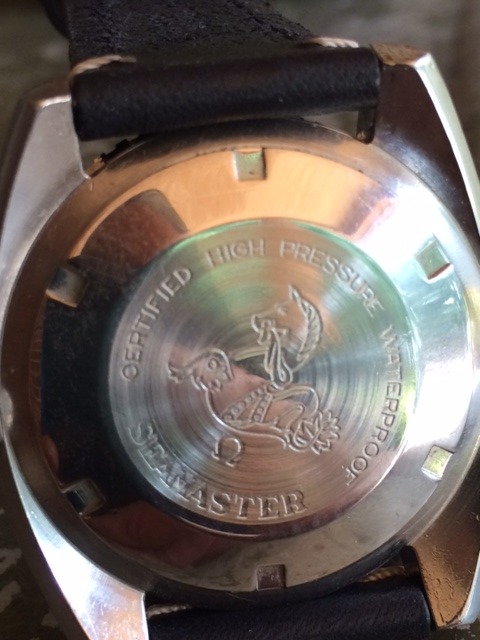 CERTIFIED HIGH PRESSURE WATERPROOF
Ω
SEAMASTER